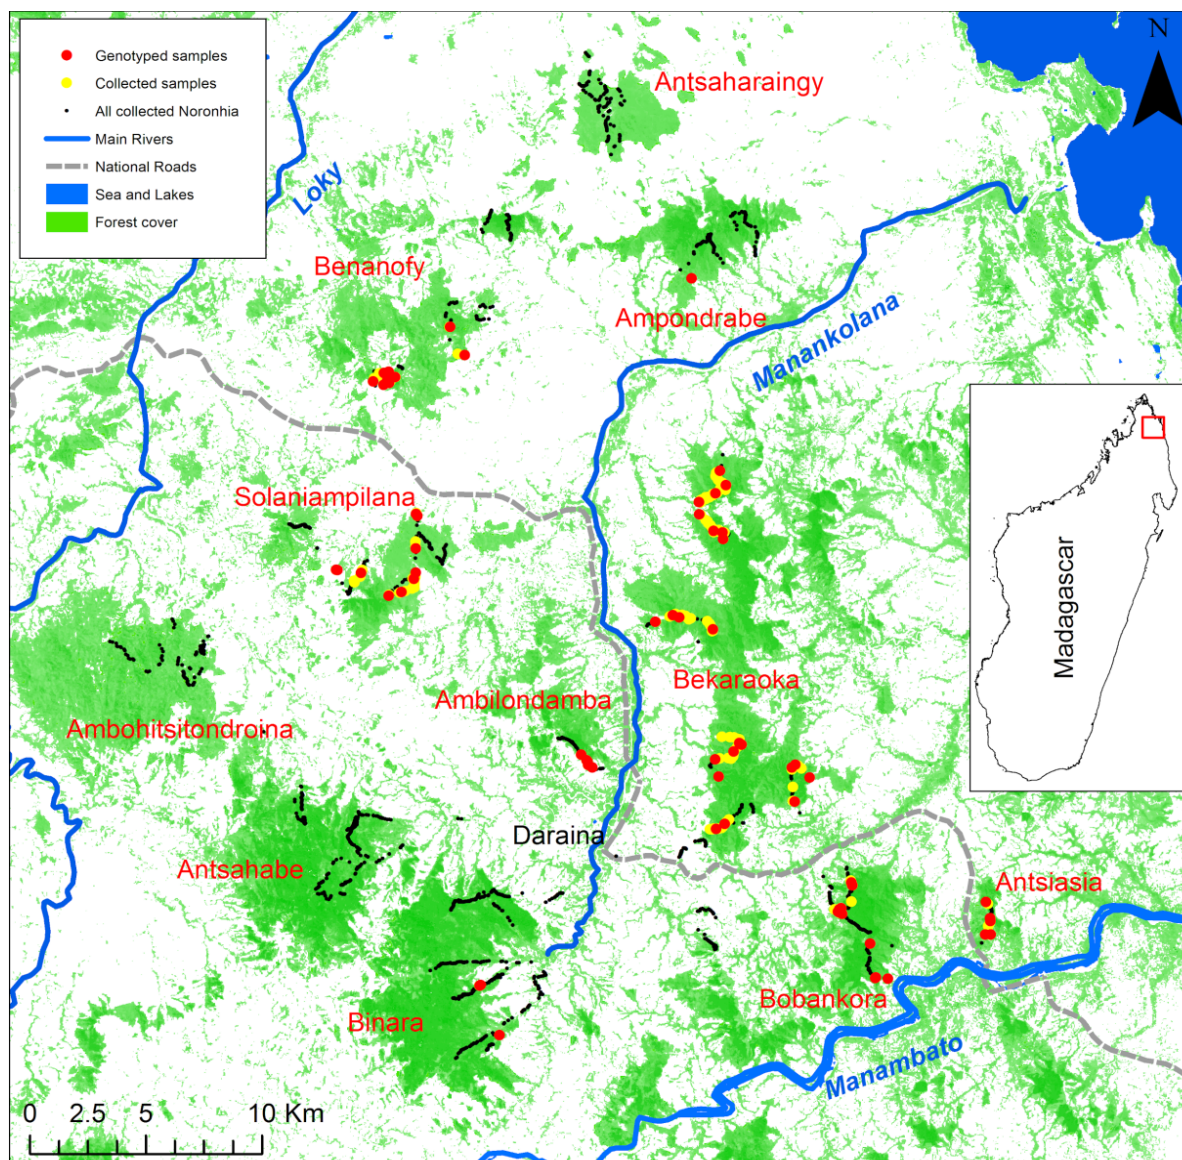 Genotyped samples
Collected samples
All collected Noronhia
Main Rivers
National Roads
Sea and Lakes
Forest cover
N
Antsaharaingy
Loky
Benanofy
Ampondrabe
Manankolana
Solaniampilana
Madagascar
Bekaraoka
Ambilondamba
Ambohitsitondroina
Daraina
Antsahabe
Antsiasia
Bobankora
Binara
Manambato
0 2.5 5 10 Km